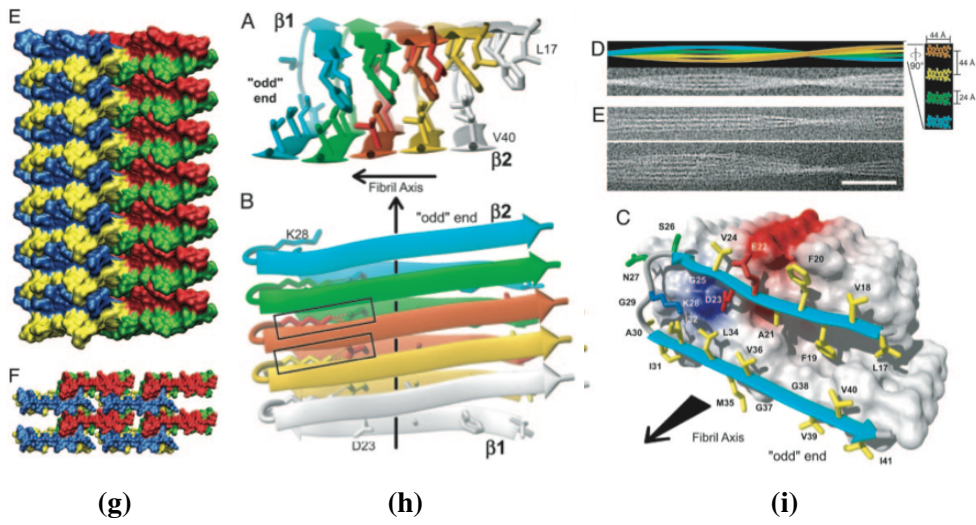 E
F
(g)
A
β1
L17
"odd"
end
V40
β2
Fibril Axis
B
"odd" end
β2
K28
D23
β1
(h)
D
90°
44 Å
44 Å
24 Å
E
C
S26
V24
E22
F20
N27
G25
V18
G29
K28
D23
A30
L34
A21
I31
V36
F19
L17
M35
G37
G38
V40
Fibril Axis
V39
"odd" end
I41
(i)